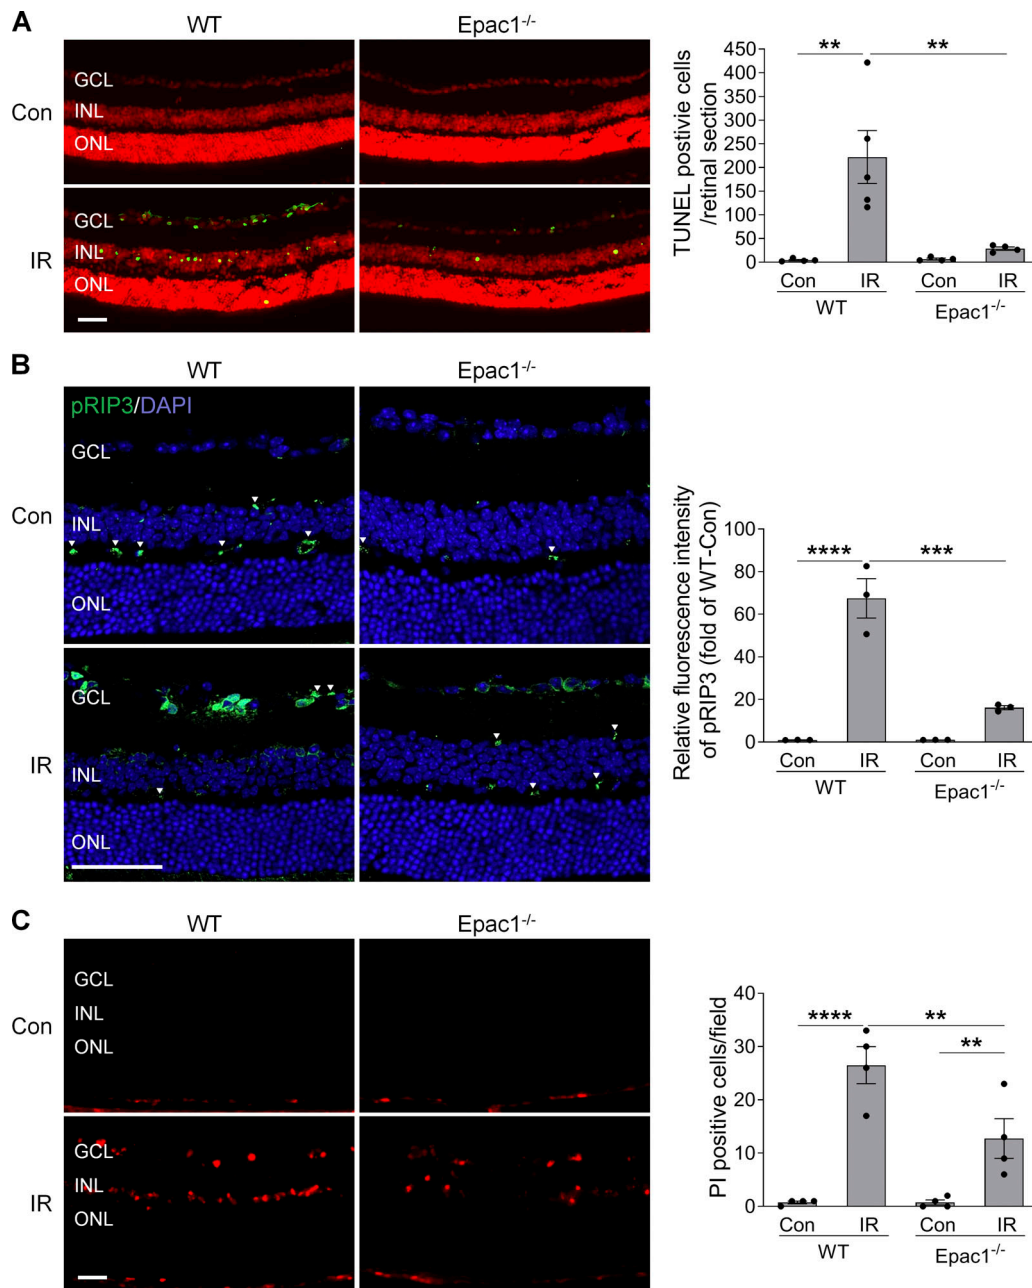 A
WT
Epac1-/-
Con
GCL
INL
ONL
IR
GCL
INL
ONL
TUNEL postivie cells
/retinal section
450
400
350
300
250
200
150
100
50
0
**
**
Con
IR
Con
IR
WT
Epac1-/-
B
WT
Epac1-/-
pRIP3/DAPI
Con
GCL
INL
ONL
IR
GCL
INL
ONL
Relative fluorescence intensity
of pRIP3 (fold of WT-Con)
100
80
60
40
20
0
****
***
Con
IR
Con
IR
WT
Epac1-/-
C
WT
Epac1-/-
Con
GCL
INL
ONL
IR
GCL
INL
ONL
PI positive cells/field
40
30
20
10
0
****
**
**
Con
IR
Con
IR
WT
Epac1-/-